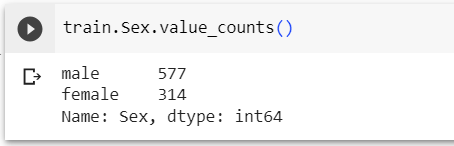 train.Sex.value_counts()
male      577
female    314
Name: Sex, dtype: int64